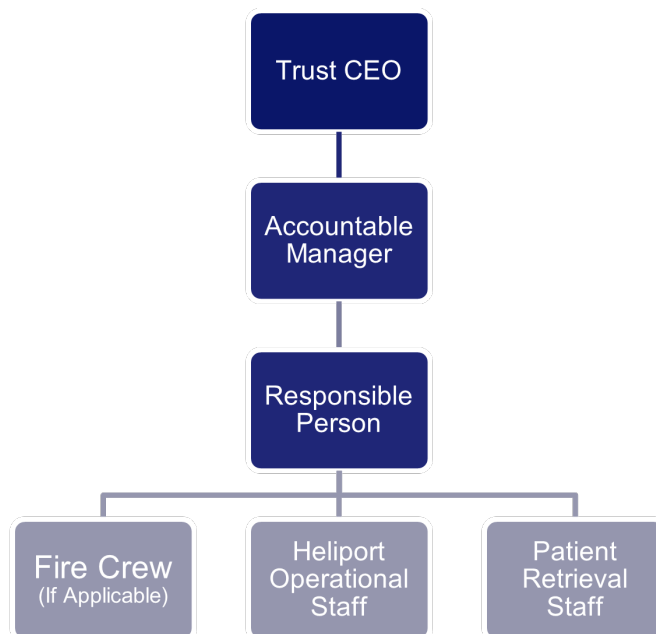 Trust CEO
Accountable
Manager
Responsible
Person
Fire Crew
(If Applicable)
Heliport
Operational
Staff
Patient
Retrieval
Staff